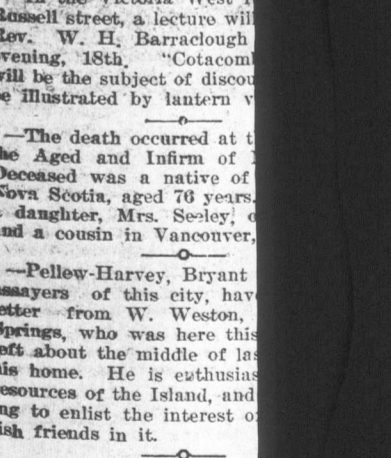 Russell street, a lecture wil
Rev. W. H. Barraclough
vening, 18th. "Cotacom
will be the subject of discou
e illustrated by lantern v
—The death occurred at t
he Aged and Infirm of
Deceased was a native of
Nova Scotia, aged 76 years.
daughter, Mrs. Seeley,
and a cousin in Vancouver,
—Pellew-Harvey, Bryant
assayers of this city, hav
etter from W. Weston,
Springs, who was here this
eft about the middle of las
his home. He is enthusias
esources of the Island, and
ng to enlist the interest o
ish friends in it.